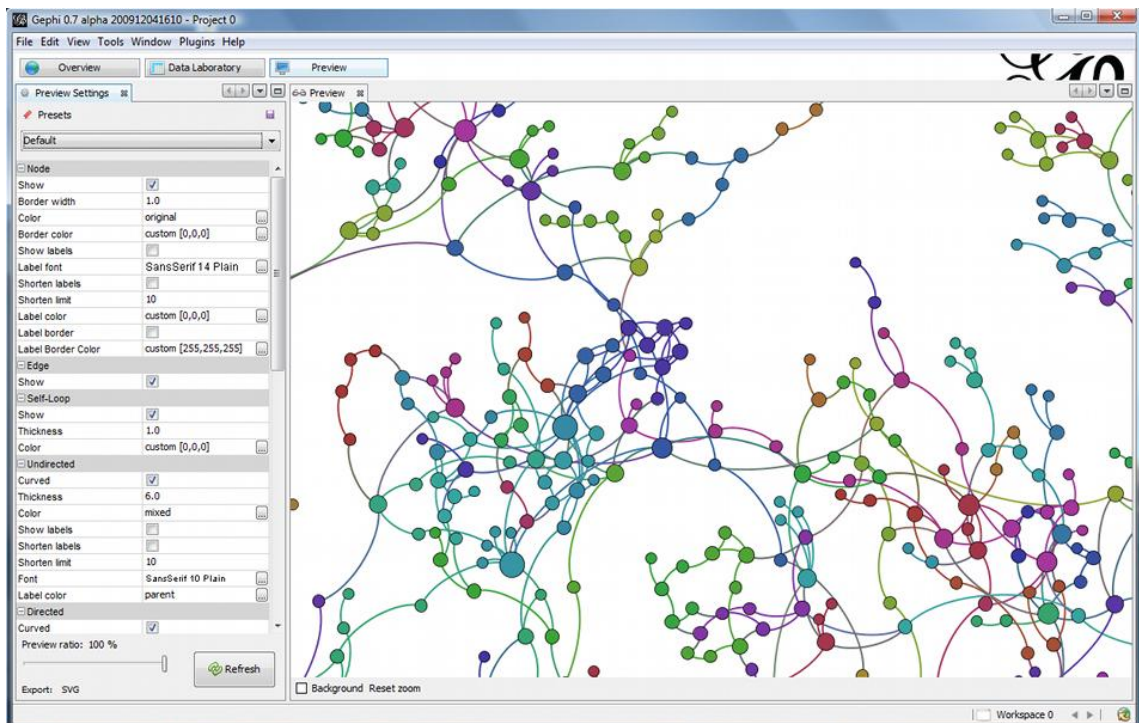 Gephi 0.7 alpha 200912041610 - Project 0
File Edit View Tools Window Plugins Help
Overview Data Laboratory Preview
Preview Settings
Preview
Presets
Default
Node
Show
Border width 1.0
Color original ...
Border color custom [0,0,0] ...
Show labels
Label font SansSerif 14 Plain ...
Shorten labels
Shorten limit 10
Label color custom [0,0,0] ...
Label border
Label Border Color custom [255,255,255] ...
Edge
Show
Self-Loop
Show
Thickness 1.0
Color custom [0,0,0] ...
Undirected
Curved
Thickness 6.0
Color mixed ...
Show labels
Shorten labels
Shorten limit 10
Font SansSerif 10 Plain ...
Label color parent ...
Directed
Curved
Preview ratio: 100 %
Refresh
Export: SVG
Background Reset zoom
Workspace 0